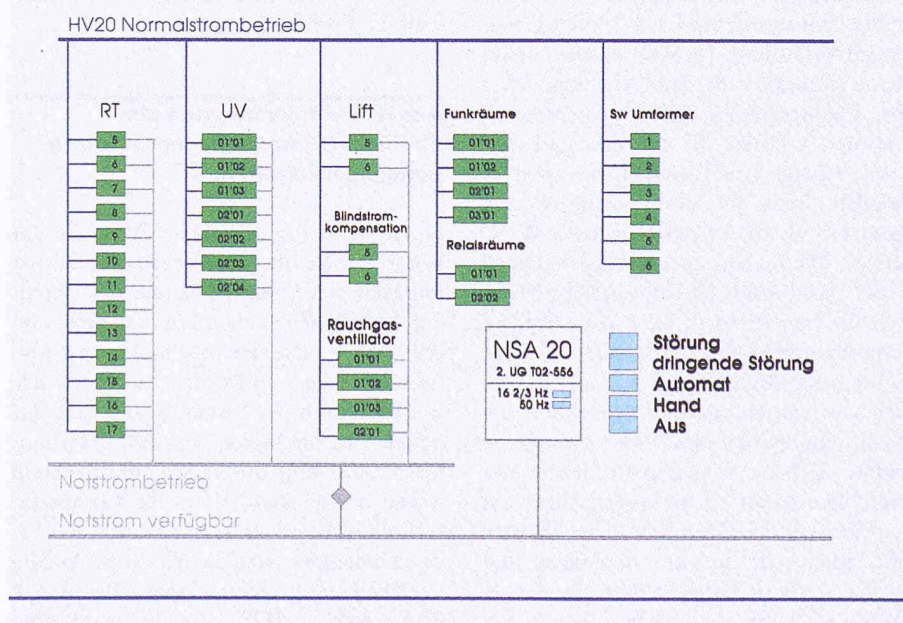 HV20 Normalstrombetrieb
RT
5
6
7
8
9
10
11
12
13
14
15
16
17
UV
01'01
01'02
01'03
02'01
02'02
02'03
02'04
Lift
5
6
Blindstrom-
kompensation
5
6
Rauchgas-
ventillator
01'01
01'02
01'03
02'01
Funkräume
01'01
01'02
02'01
03'01
Relaisräume
01'01
02'02
Sw Umformer
1
2
3
4
5
6
NSA 20
2. UG T02-556
16 2/3 Hz
50 Hz
Störung
dringende Störung
Automat
Hand
Aus
Notstrombetrieb
Notstrom verfügbar